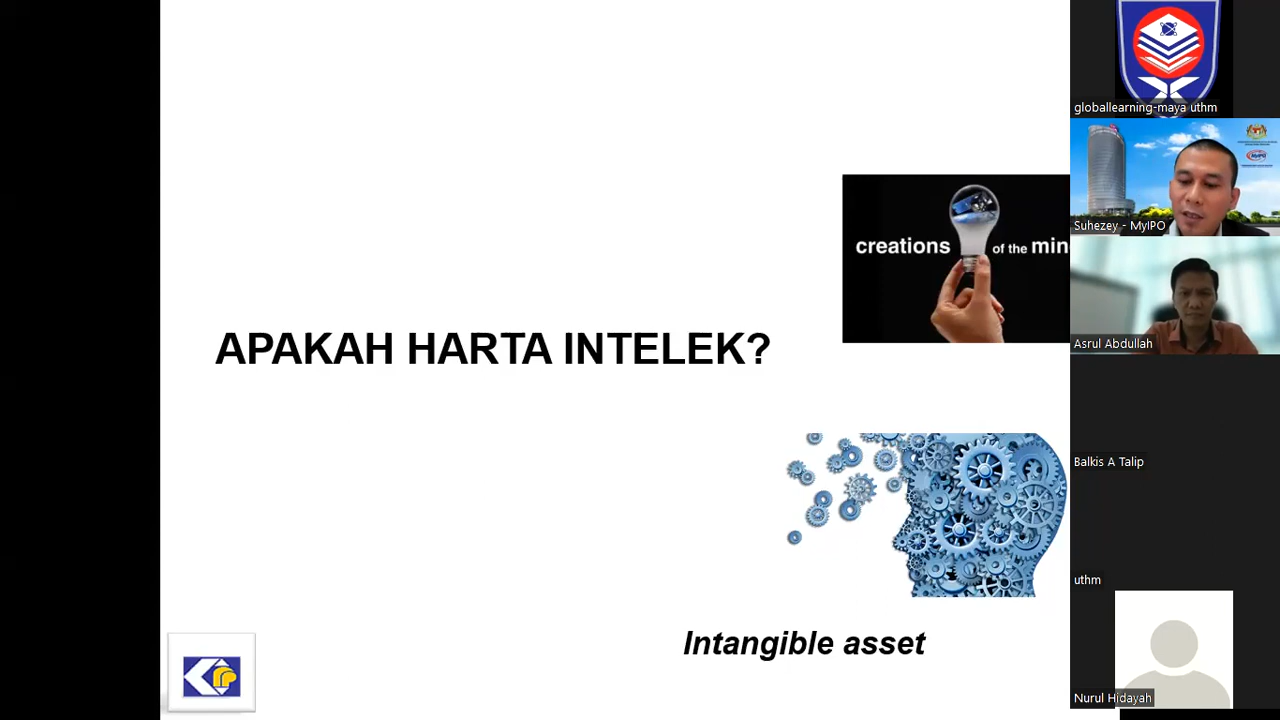 APAKAH HARTA INTELEK?
creations of the min
Intangible asset
globallearning-maya uthm
MyIPO
Suhezey - MyIPO
Asrul Abdullah
Balkis A Talip
uthm
Nurul Hidayah